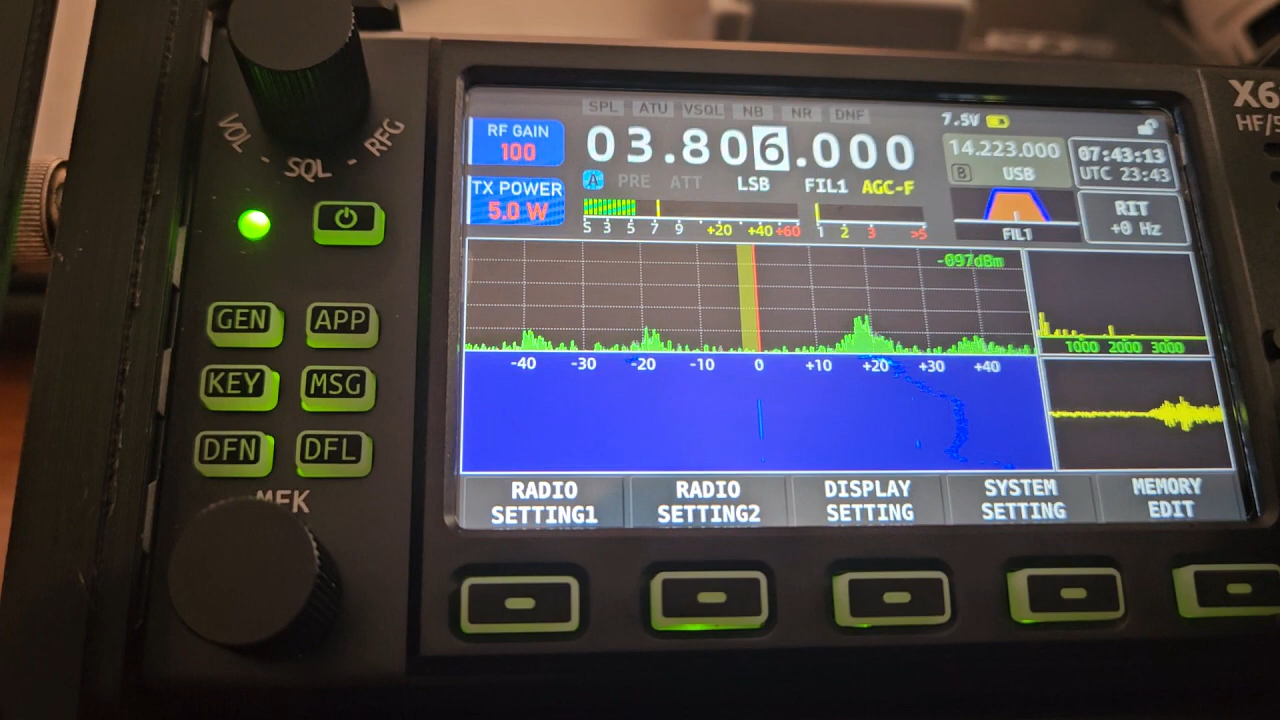 VOL - SQL - RFG
X6
HF/
SPL ATU VSQL NB NR DNF
RF GAIN
100
03.806.000
7.5V
14.223.000
B USB
07:43:13
UTC 23:43
TX POWER
5.0 W
A PRE ATT LSB FIL1 AGC-F
S 3 5 7 9 +20 +40 +60
1 2 3 >5
FIL1
RIT
+0 Hz
-097dBm
-40 -30 -20 -10 0 +10 +20 +30 +40
1000 2000 3000
GEN APP
KEY MSG
DFN DFL
MFK
RADIO SETTING1
RADIO SETTING2
DISPLAY SETTING
SYSTEM SETTING
MEMORY EDIT